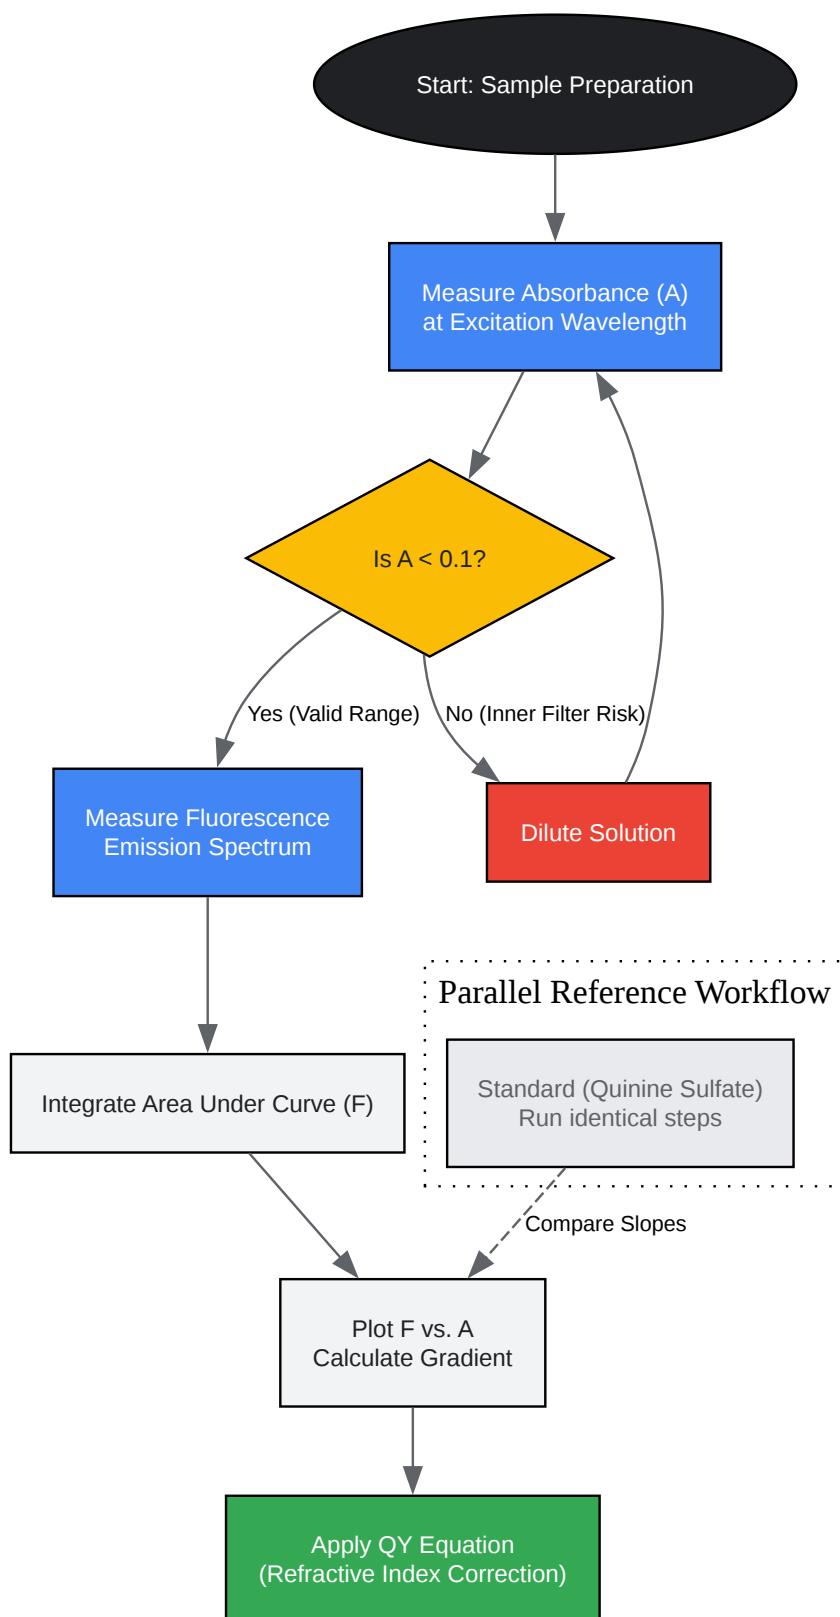 Start: Sample Preparation
Measure Absorbance (A)
at Excitation Wavelength
Is A < 0.1?
Yes (Valid Range)
No (Inner Filter Risk)
Measure Fluorescence
Emission Spectrum
Dilute Solution
Parallel Reference Workflow
Standard (Quinine Sulfate)
Run identical steps
Integrate Area Under Curve (F)
Compare Slopes
Plot F vs. A
Calculate Gradient
Apply QY Equation
(Refractive Index Correction)